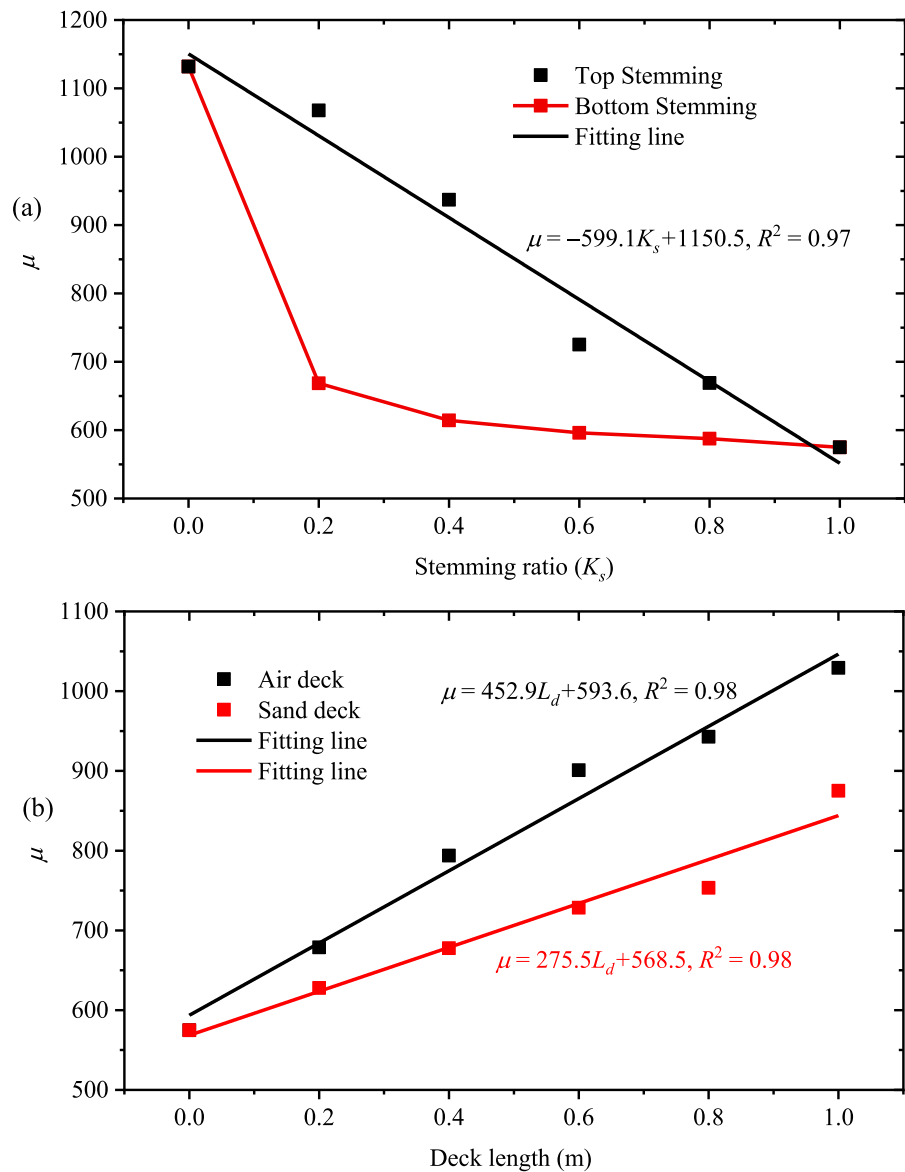 1200
1100
1000
900
800
700
600
500
(a)
μ
Top Stemming
Bottom Stemming
Fitting line
μ = −599.1Ks+1150.5, R² = 0.97
0.0 0.2 0.4 0.6 0.8 1.0
Stemming ratio (Ks)
1100
1000
900
800
700
600
500
(b)
μ
Air deck
Sand deck
Fitting line
Fitting line
μ = 452.9Ld+593.6, R² = 0.98
μ = 275.5Ld+568.5, R² = 0.98
0.0 0.2 0.4 0.6 0.8 1.0
Deck length (m)